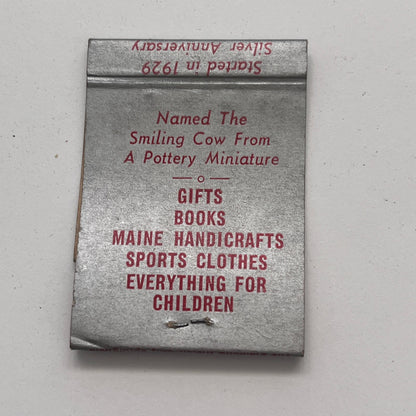 Silver Anniversary
Started in 1929
Named The
Smiling Cow From
A Pottery Miniature
GIFTS
BOOKS
MAINE HANDICRAFTS
SPORTS CLOTHES
EVERYTHING FOR
CHILDREN